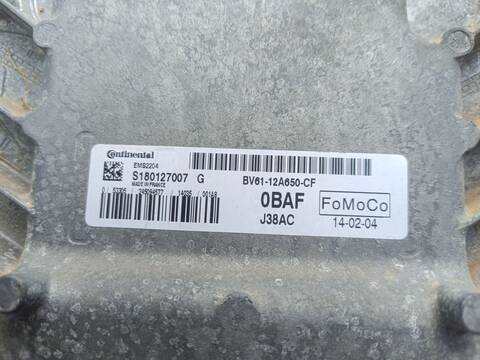 Continental
EMS2204
S180127007 G
MADE IN FRANCE
BV61-12A650-CF
0BAF
FoMoCo
J38AC
14-02-04